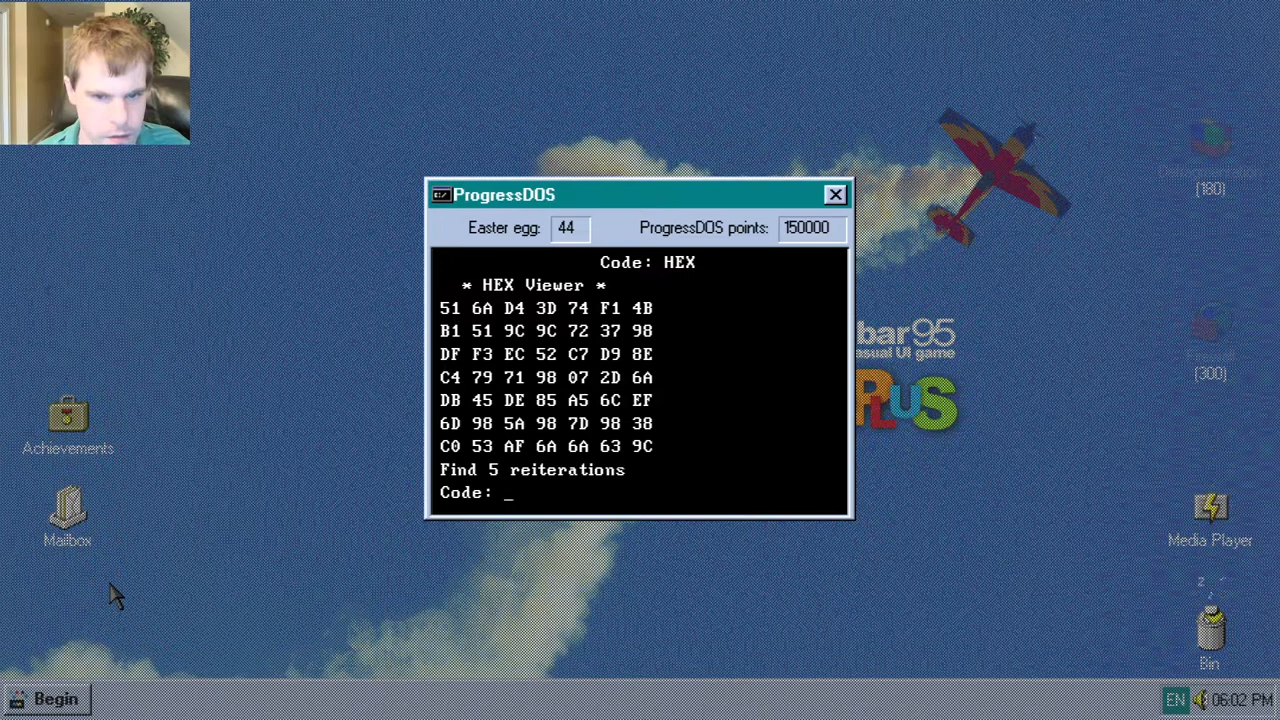 ProgressDOS
Easter egg: 44 ProgressDOS points: 150000
Code: HEX
* HEX Viewer *
51 6A D4 3D 74 F1 4B
B1 51 9C 9C 72 37 98
DF F3 EC 52 C7 D9 8E
C4 79 71 98 07 2D 6A
DB 45 DE 85 A5 6C EF
6D 98 5A 98 7D 98 38
C0 53 AF 6A 6A 63 9C
Find 5 reiterations
Code: _
bar95
asual UI game
PLUS
[180]
(300)
Achievements
Mailbox
Media Player
Bin
Begin
EN 06:02 PM